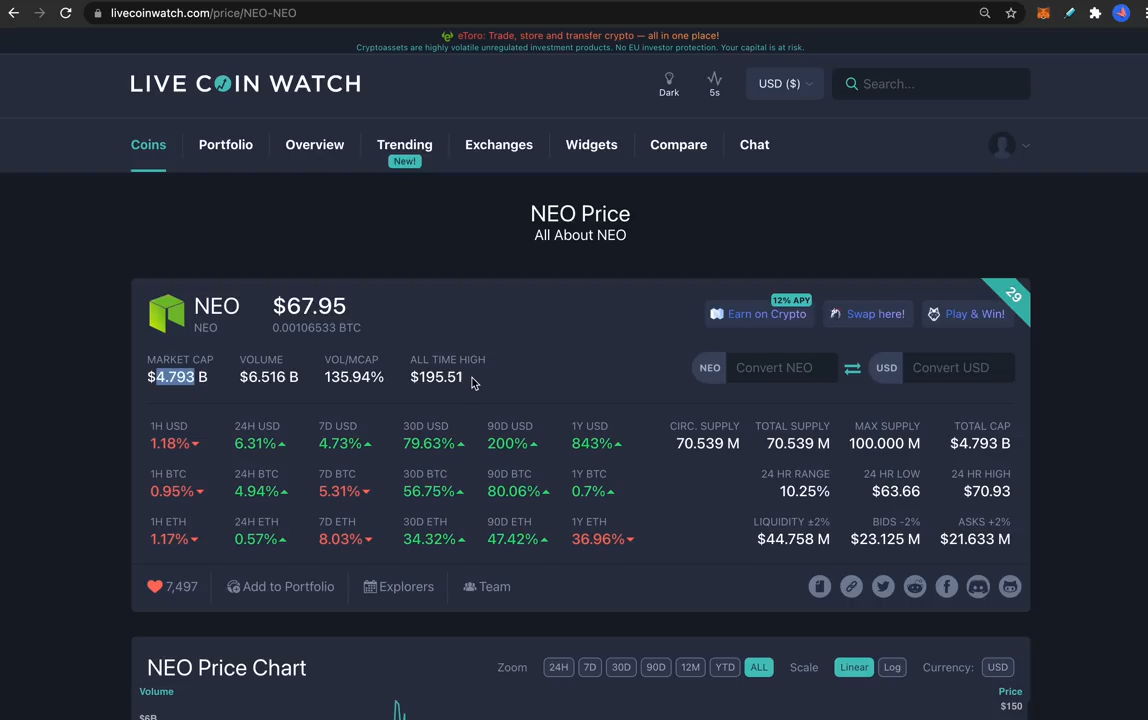 livecoinwatch.com/price/NEO-NEO
eToro: Trade, store and transfer crypto — all in one place!
Cryptoassets are highly volatile unregulated investment products. No EU investor protection. Your capital is at risk.
LIVE COIN WATCH
Dark
5s
USD ($)
Search...
Coins Portfolio Overview Trending Exchanges Widgets Compare Chat
New!
NEO Price
All About NEO
29
NEO $67.95
NEO 0.00106533 BTC
12% APY
Earn on Crypto Swap here! Play & Win!
MARKET CAP VOLUME VOL/MCAP ALL TIME HIGH
$4.793 B $6.516 B 135.94% $195.51
NEO Convert NEO USD Convert USD
1H USD 24H USD 7D USD 30D USD 90D USD 1Y USD CIRC. SUPPLY TOTAL SUPPLY MAX SUPPLY TOTAL CAP
1.18% 6.31% 4.73% 79.63% 200% 843% 70.539 M 70.539 M 100.000 M $4.793 B
1H BTC 24H BTC 7D BTC 30D BTC 90D BTC 1Y BTC 24 HR RANGE 24 HR LOW 24 HR HIGH
0.95% 4.94% 5.31% 56.75% 80.06% 0.7% 10.25% $63.66 $70.93
1H ETH 24H ETH 7D ETH 30D ETH 90D ETH 1Y ETH LIQUIDITY ±2% BIDS -2% ASKS +2%
1.17% 0.57% 8.03% 34.32% 47.42% 36.96% $44.758 M $23.125 M $21.633 M
7,497 Add to Portfolio Explorers Team
NEO Price Chart Zoom 24H 7D 30D 90D 12M YTD ALL Scale Linear Log Currency: USD
Volume Price
$6B $150